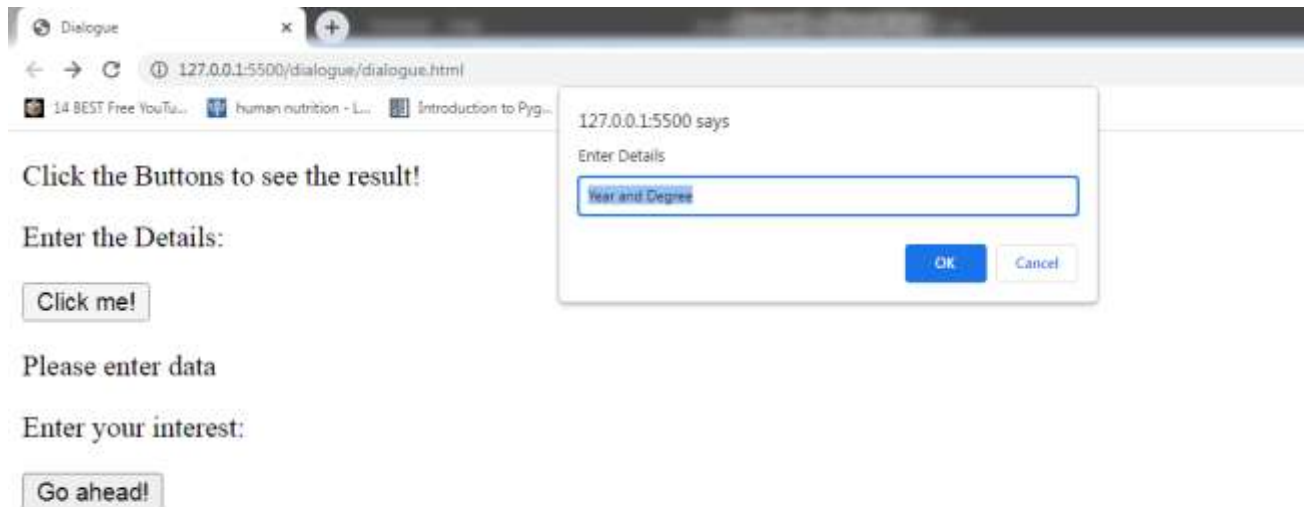 Dialogue
127.0.0.1:5500/dialogue/dialogue.html
14 BEST Free YouTu... human nutrition - L... Introduction to Pyg...
127.0.0.1:5500 says
Enter Details
Year and Degree
OK Cancel
Click the Buttons to see the result!
Enter the Details:
Click me!
Please enter data
Enter your interest:
Go ahead!